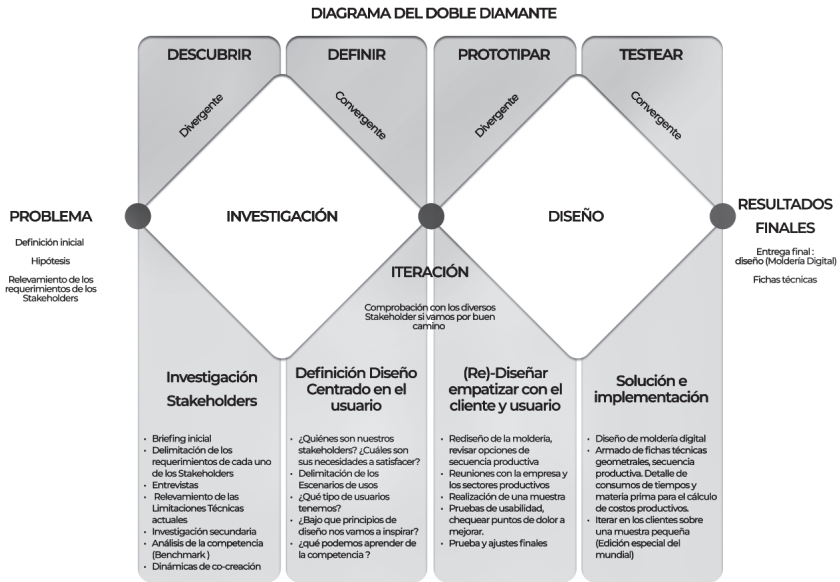 DIAGRAMA DEL DOBLE DIAMANTE
DESCUBRIR
DEFINIR
PROTOTIPAR
TESTEAR
Divergente
Convergente
Divergente
Convergente
PROBLEMA
Definición inicial
Hipótesis
Relevamiento de los
requerimientos de los
Stakeholders
INVESTIGACIÓN
DISEÑO
RESULTADOS
FINALES
Entrega final :
diseño (Moldería Digital)
Fichas técnicas
ITERACIÓN
Comprobación con los diversos
Stakeholder si vamos por buen
camino
Investigación
Stakeholders
• Briefing inicial
• Delimitación de los
requerimientos de cada uno
de los Stakeholders
• Entrevistas
• Relevamiento de las
Limitaciones Técnicas
actuales
• Investigación secundaria
• Análisis de la competencia
(Benchmark )
• Dinámicas de co-creación
Definición Diseño
Centrado en el
usuario
• ¿Quiénes son nuestros
stakeholders? ¿Cuáles son
sus necesidades a satisfacer?
• Delimitación de los
Escenarios de usos
• ¿Qué tipo de usuarios
tenemos?
• ¿Bajo que principios de
diseño nos vamos a inspirar?
• ¿qué podemos aprender de
la competencia ?
(Re)-Diseñar
empatizar con el
cliente y usuario
• Rediseño de la moldería,
revisar opciones de
secuencia productiva
• Reuniones con la empresa y
los sectores productivos
• Realización de una muestra
• Pruebas de usabilidad,
chequear puntos de dolor a
mejorar.
• Prueba y ajustes finales
Solución e
implementación
• Diseño de moldería digital
• Armado de fichas técnicas
geometrales, secuencia
productiva. Detalle de
consumos de tiempos y
materia prima para el cálculo
de costos productivos.
• Iterar en los clientes sobre
una muestra pequeña
(Edición especial del
mundial)